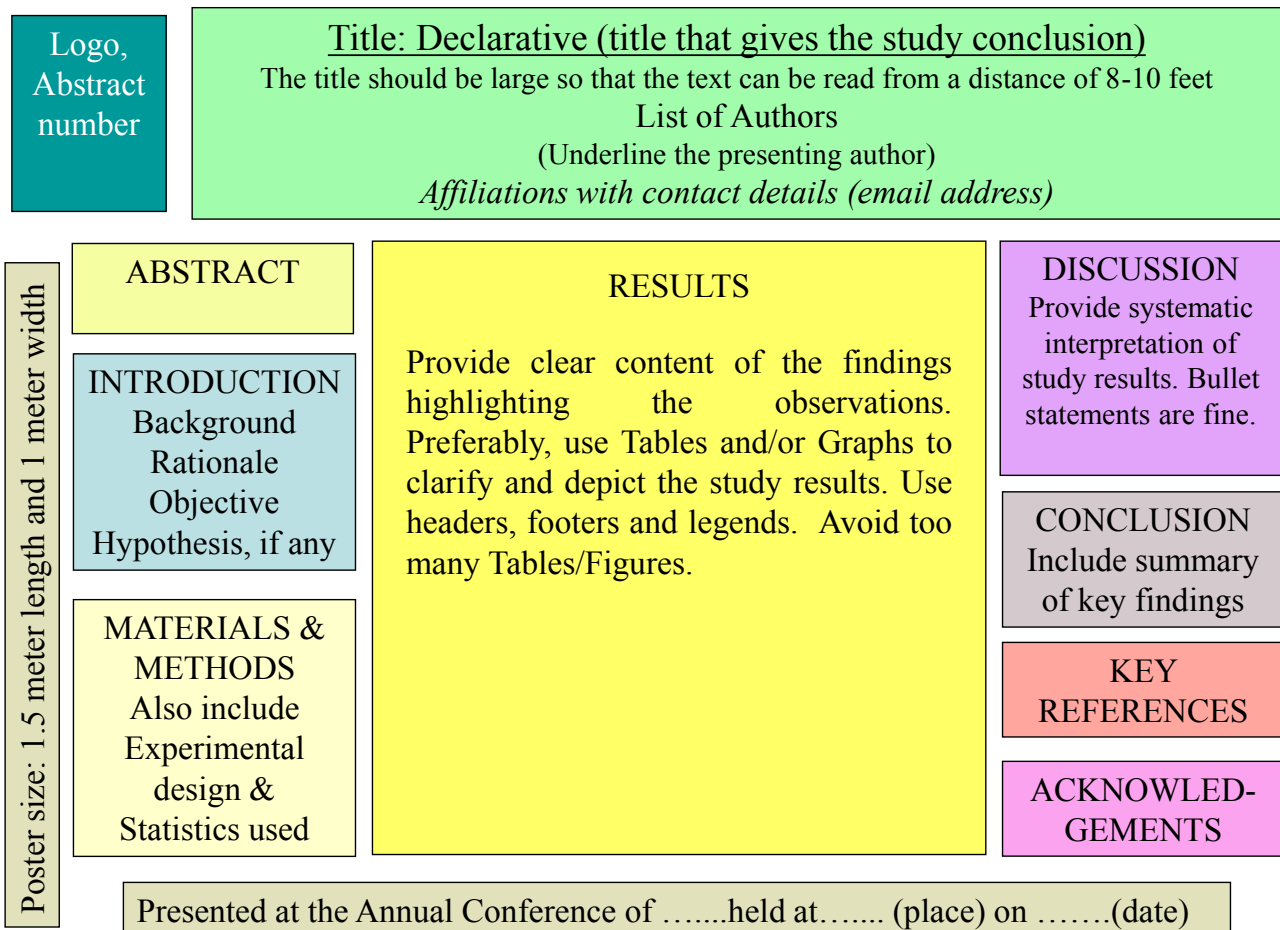 Logo,
Abstract
number
Title: Declarative (title that gives the study conclusion)
The title should be large so that the text can be read from a distance of 8-10 feet
List of Authors
(Underline the presenting author)
Affiliations with contact details (email address)
Poster size: 1.5 meter length and 1 meter width
ABSTRACT
INTRODUCTION
Background
Rationale
Objective
Hypothesis, if any
MATERIALS &
METHODS
Also include
Experimental
design &
Statistics used
RESULTS
Provide clear content of the findings
highlighting the observations.
Preferably, use Tables and/or Graphs to
clarify and depict the study results. Use
headers, footers and legends. Avoid too
many Tables/Figures.
DISCUSSION
Provide systematic
interpretation of
study results. Bullet
statements are fine.
CONCLUSION
Include summary
of key findings
KEY
REFERENCES
ACKNOWLED-
GEMENTS
Presented at the Annual Conference of …....held at….... (place) on …….(date)